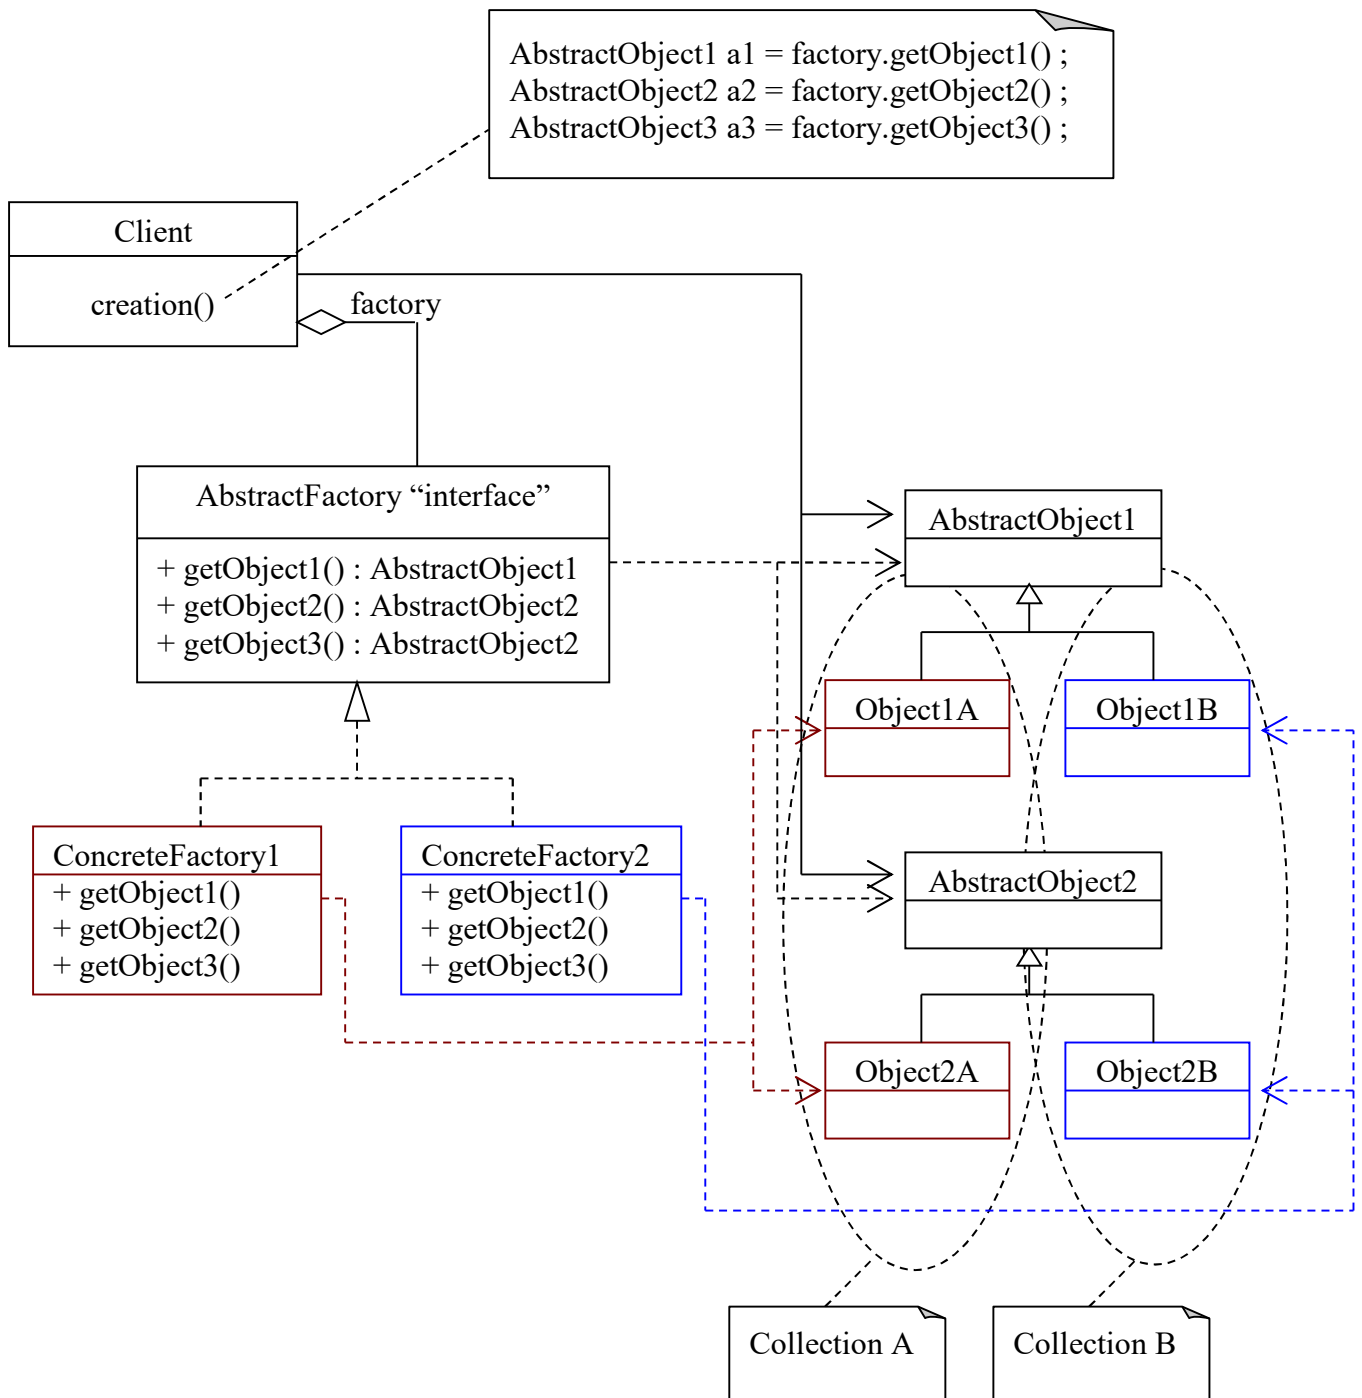 AbstractObject1 a1 = factory.getObject1() ;
AbstractObject2 a2 = factory.getObject2() ;
AbstractObject3 a3 = factory.getObject3() ;
Client
creation()
factory
AbstractFactory “interface”
+ getObject1() : AbstractObject1
+ getObject2() : AbstractObject2
+ getObject3() : AbstractObject2
AbstractObject1
Object1A
Object1B
ConcreteFactory1
+ getObject1()
+ getObject2()
+ getObject3()
ConcreteFactory2
+ getObject1()
+ getObject2()
+ getObject3()
AbstractObject2
Object2A
Object2B
Collection A
Collection B